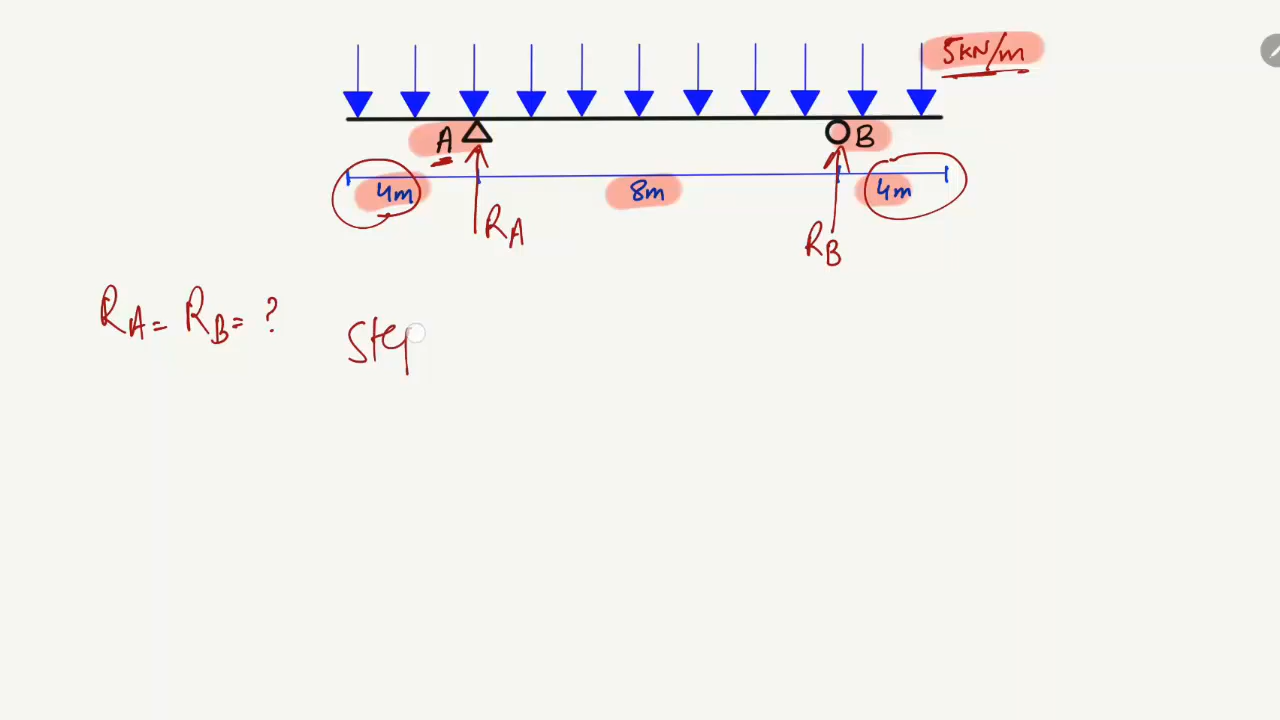 5kN/m
A B
4m 8m 4m
RA RB
RA = RB = ?
Step